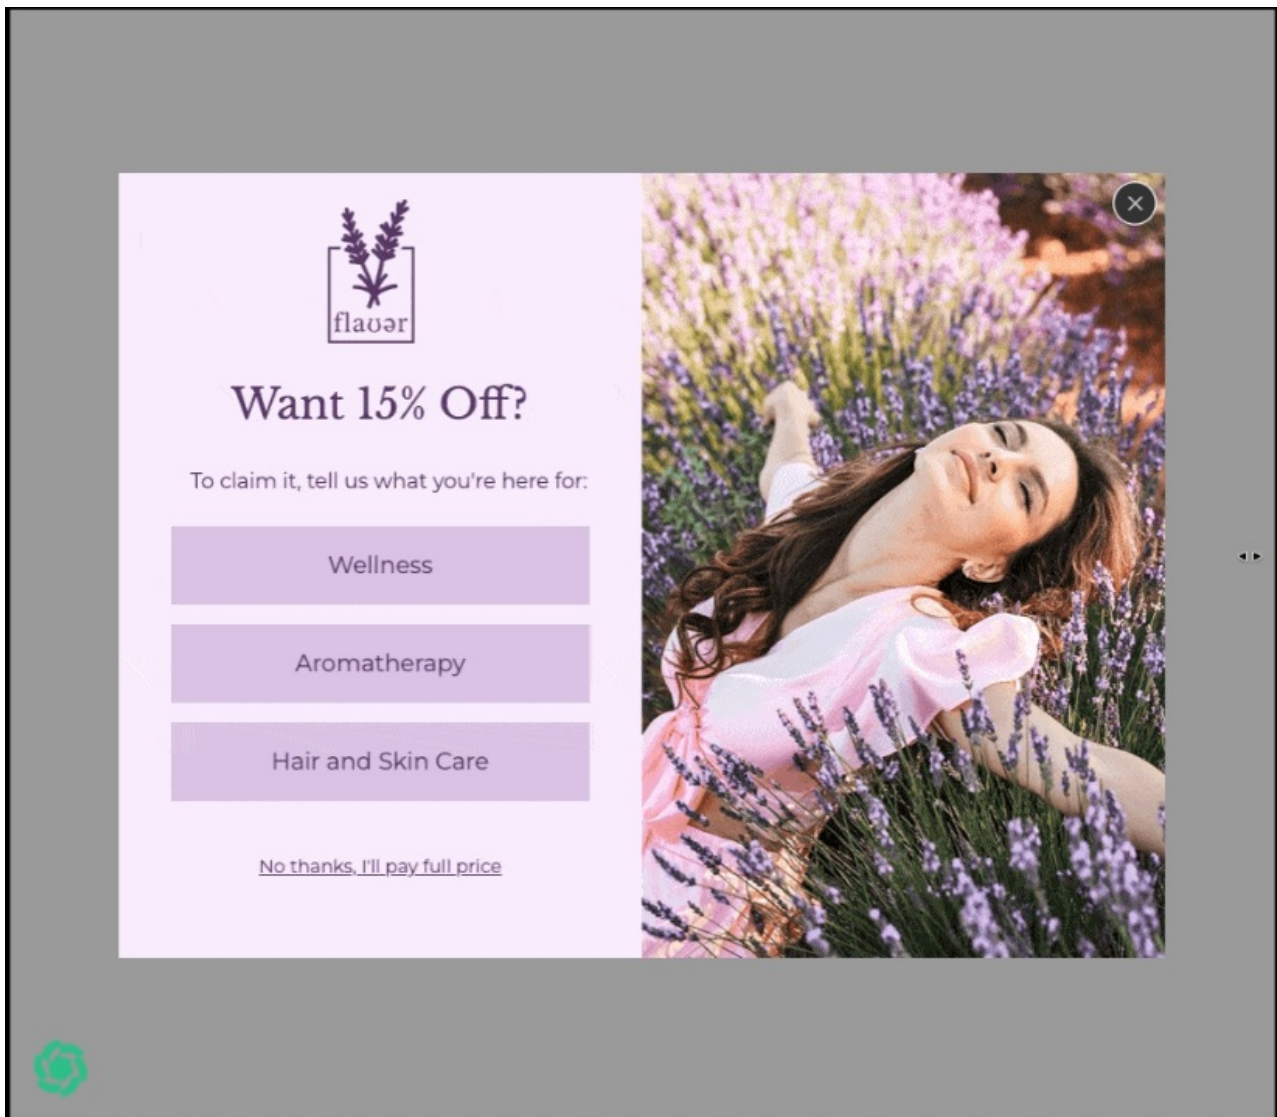 flaʊər
Want 15% Off?
To claim it, tell us what you're here for:
Wellness
Aromatherapy
Hair and Skin Care
No thanks, I'll pay full price